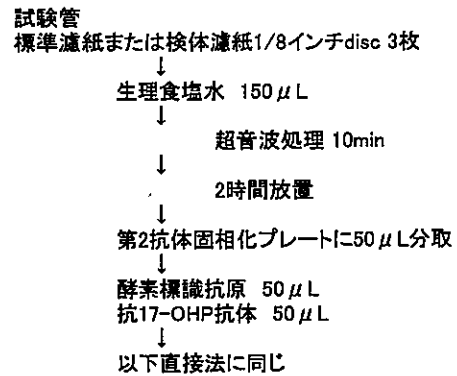 試験管
標準濾紙または検体濾紙1/8インチdisc 3枚
↓
生理食塩水 150μL
↓
超音波処理 10min
↓
2時間放置
↓
第2抗体固相化プレートに50μL分取
↓
酵素標識抗原 50μL
抗17-OHP抗体 50μL
↓
以下直接法に同じ